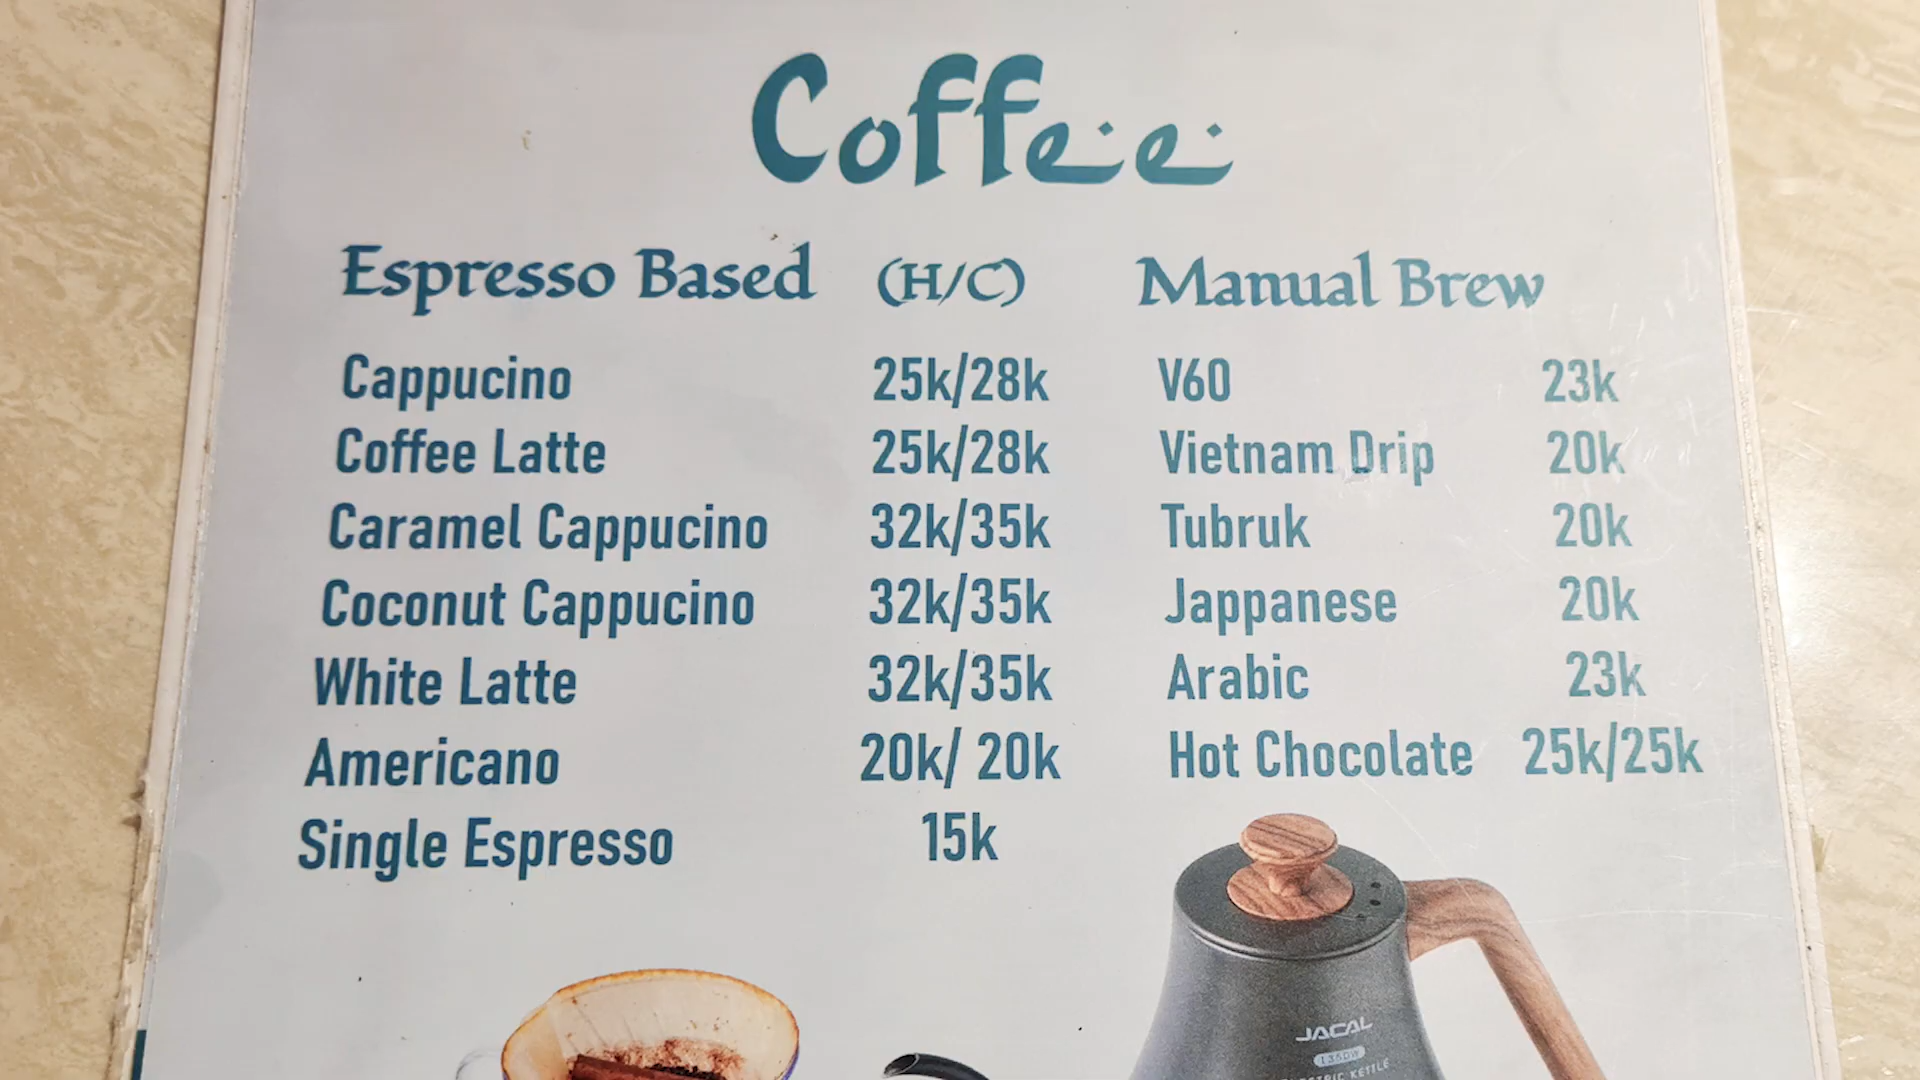 Coffee
Espresso Based (H/C)
Cappucino 25k/28k
Coffee Latte 25k/28k
Caramel Cappucino 32k/35k
Coconut Cappucino 32k/35k
White Latte 32k/35k
Americano 20k/ 20k
Single Espresso 15k
Manual Brew
V60 23k
Vietnam Drip 20k
Tubruk 20k
Jappanese 20k
Arabic 23k
Hot Chocolate 25k/25k
JACAL
KETTLE